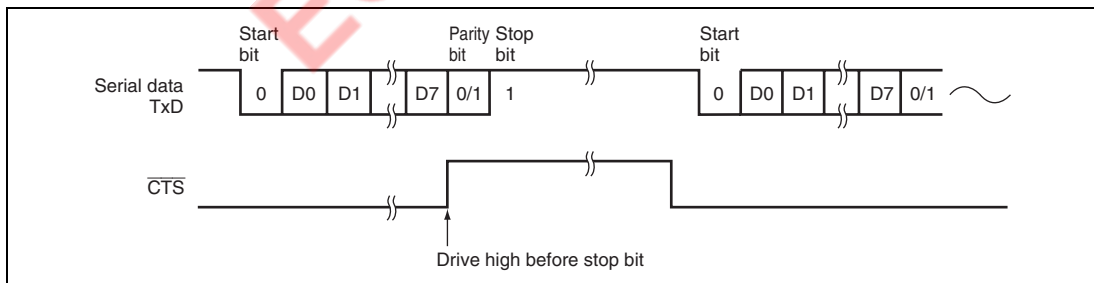 Start bit
Parity bit
Stop bit
Start bit
Serial data TxD
0 D0 D1 D7 0/1 1 0 D0 D1 D7 0/1
CTS
Drive high before stop bit